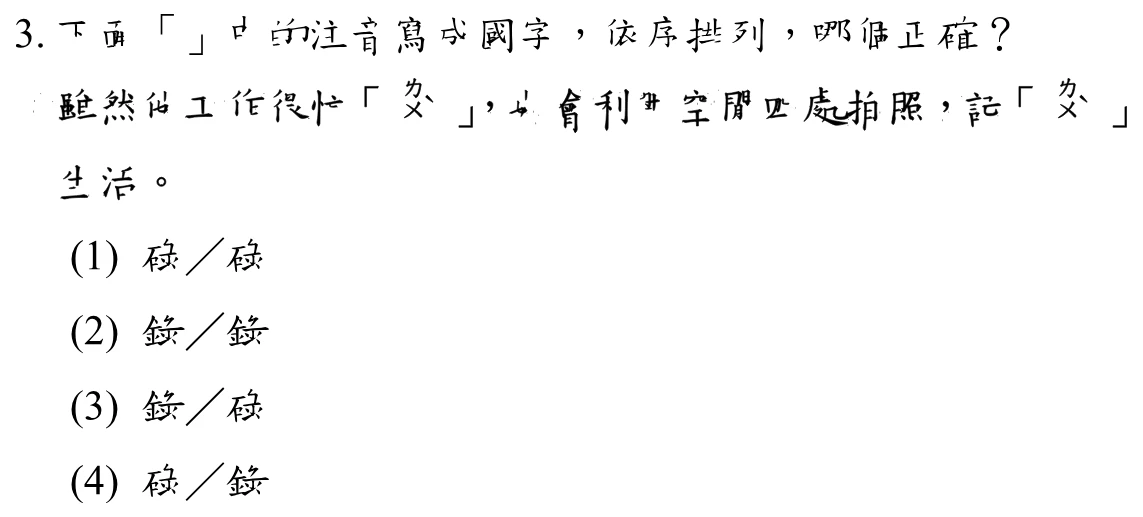 3. 下面「」中的注音寫成國字，依序排列，哪個正確？
雖然他工作很忙「ㄌㄨˋ」，也會利用空閒四處拍照，記「ㄌㄨˋ」
生活。
(1) 碌／碌
(2) 錄／錄
(3) 錄／碌
(4) 碌／錄